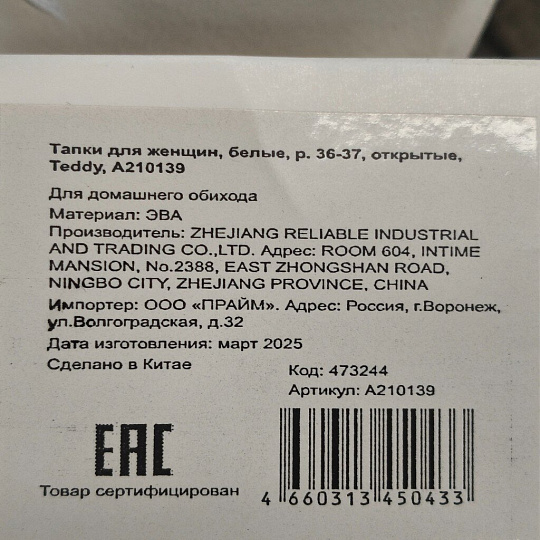 Тапки для женщин, белые, р. 36-37, открытые,
Teddy, A210139
Для домашнего обихода
Материал: ЭВА
Производитель: ZHEJIANG RELIABLE INDUSTRIAL
AND TRADING CO.,LTD. Адрес: ROOM 604, INTIME
MANSION, No.2388, EAST ZHONGSHAN ROAD,
NINGBO CITY, ZHEJIANG PROVINCE, CHINA
Импортер: ООО «ПРАЙМ». Адрес: Россия, г.Воронеж,
ул.Волгоградская, д.32
Дата изготовления: март 2025
Сделано в Китае
Код: 473244
Артикул: A210139
EAC
Товар сертифицирован
4 660313 450433